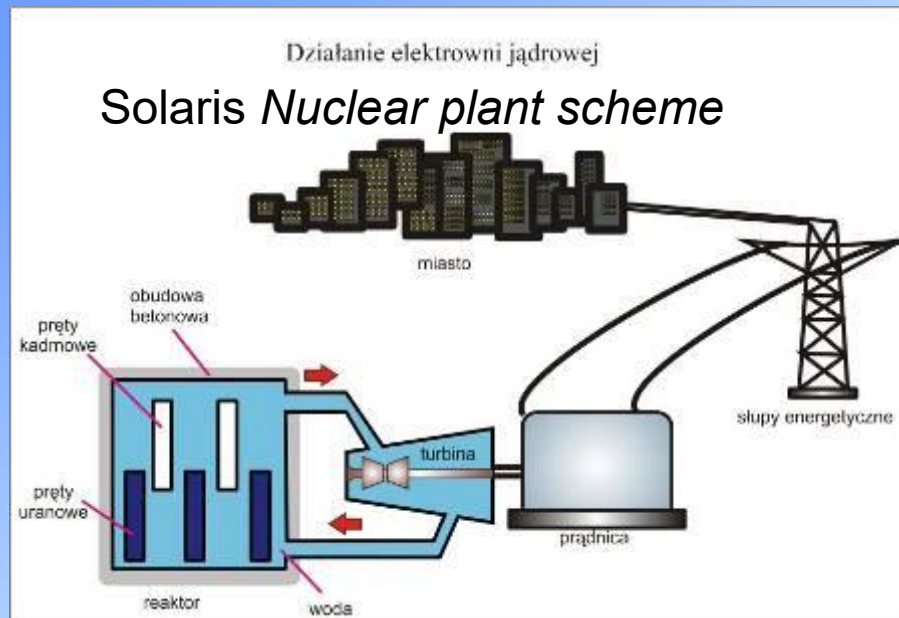 Działanie elektrowni jądrowej
Solaris Nuclear plant scheme
miasto
obudowa
betonowa
pręty
kadmowe
turbina
słupy energetyczne
pręty
uranowe
prądnica
reaktor
woda